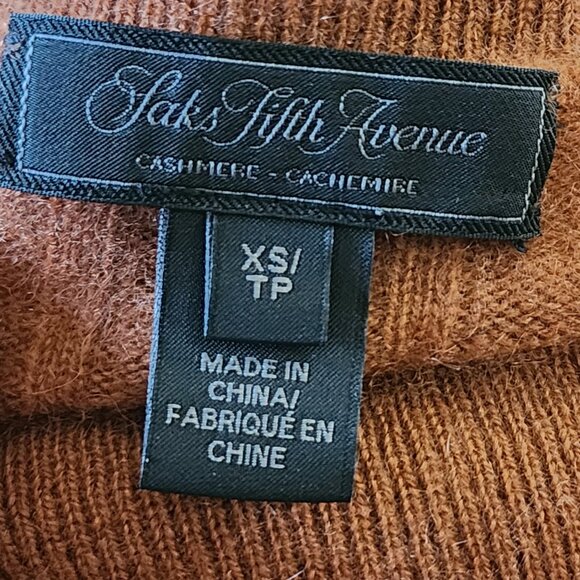 Saks Fifth Avenue
CASHMERE - CACHEMIRE
XS/
TP
MADE IN
CHINA/
FABRIQUÉ EN
CHINE